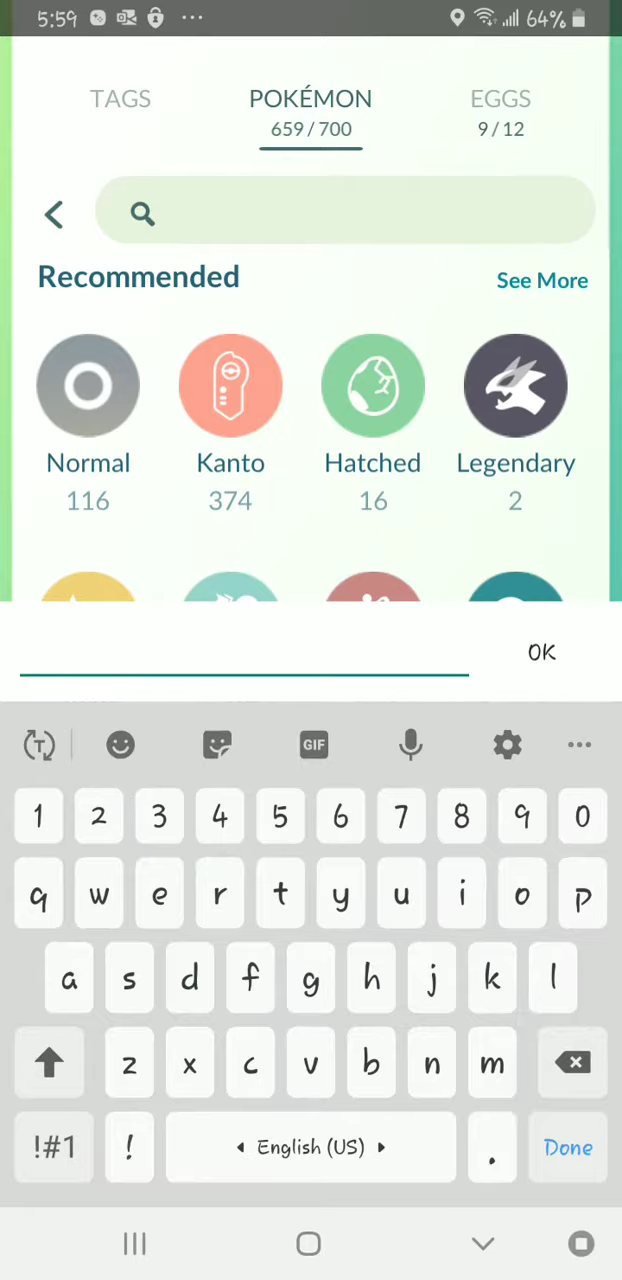 5:59 64%
TAGS POKÉMON EGGS
659 / 700 9 / 12
Recommended See More
Normal Kanto Hatched Legendary
116 374 16 2
OK
T GIF
1 2 3 4 5 6 7 8 9 0
q w e r t y u i o p
a s d f g h j k l
z x c v b n m
!#1 ! English (US) . Done